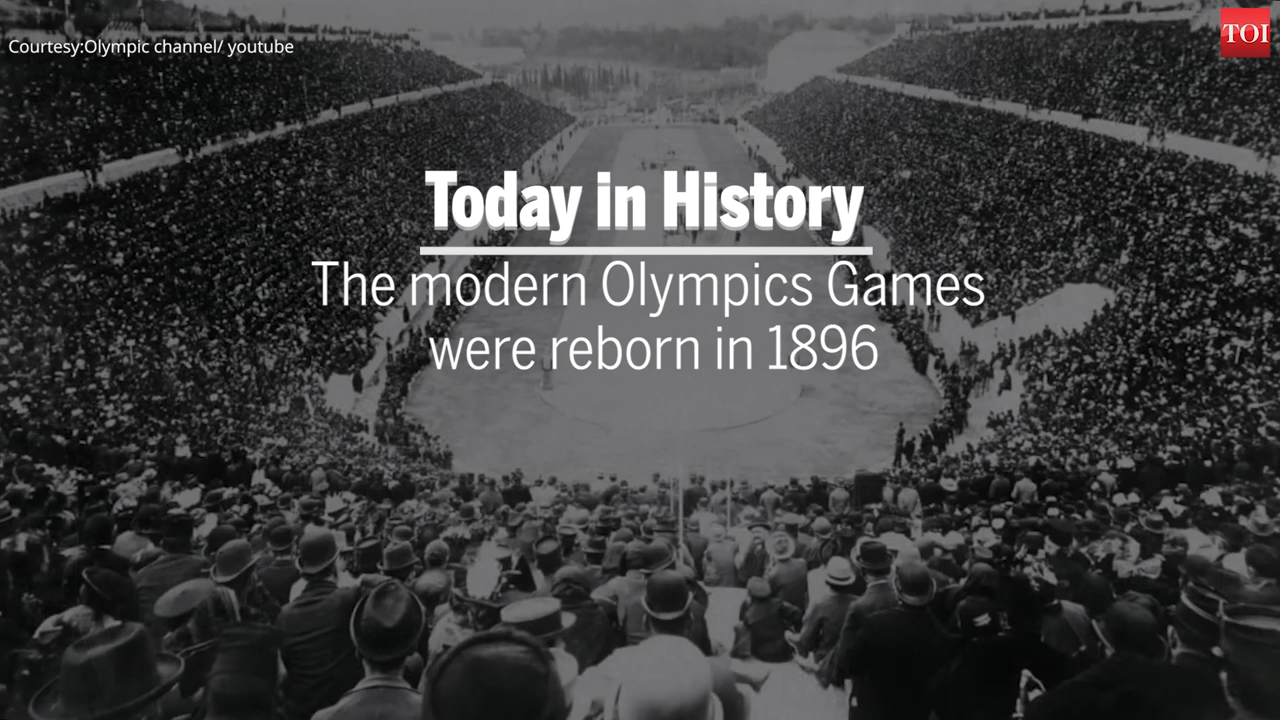 Courtesy:Olympic channel/ youtube
TOI
Today in History
The modern Olympics Games
were reborn in 1896